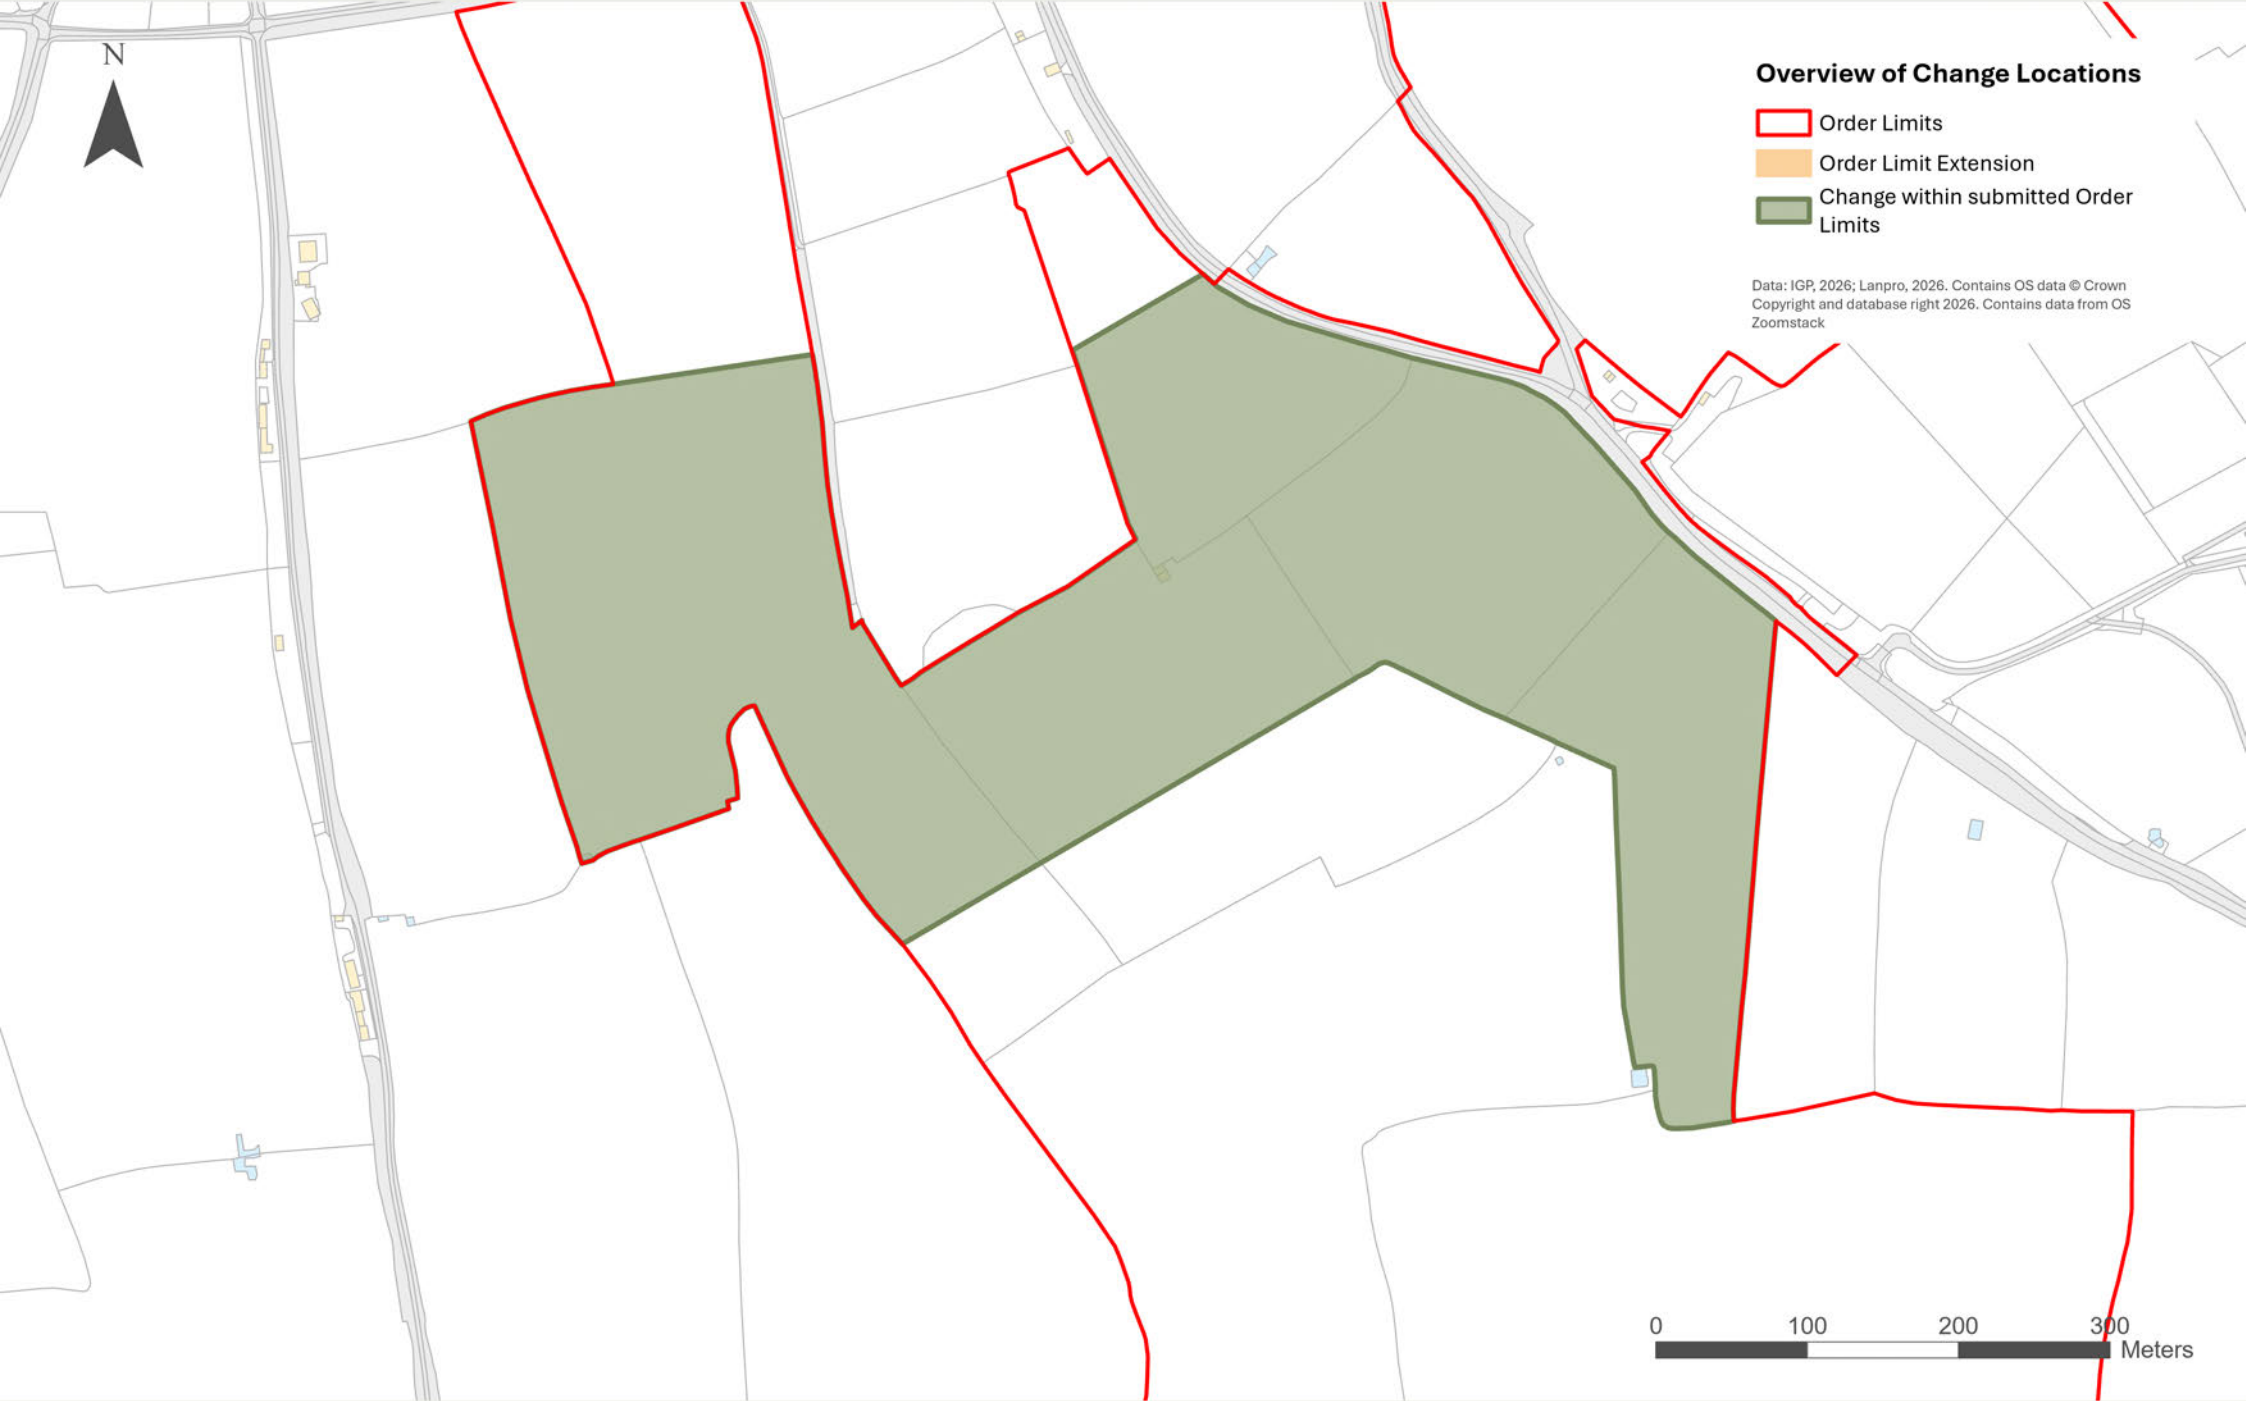 N
Overview of Change Locations
Order Limits
Order Limit Extension
Change within submitted Order
Limits
Data: IGP, 2026; Lanpro, 2026. Contains OS data © Crown
Copyright and database right 2026. Contains data from OS
Zoomstack
0 100 200 300
Meters